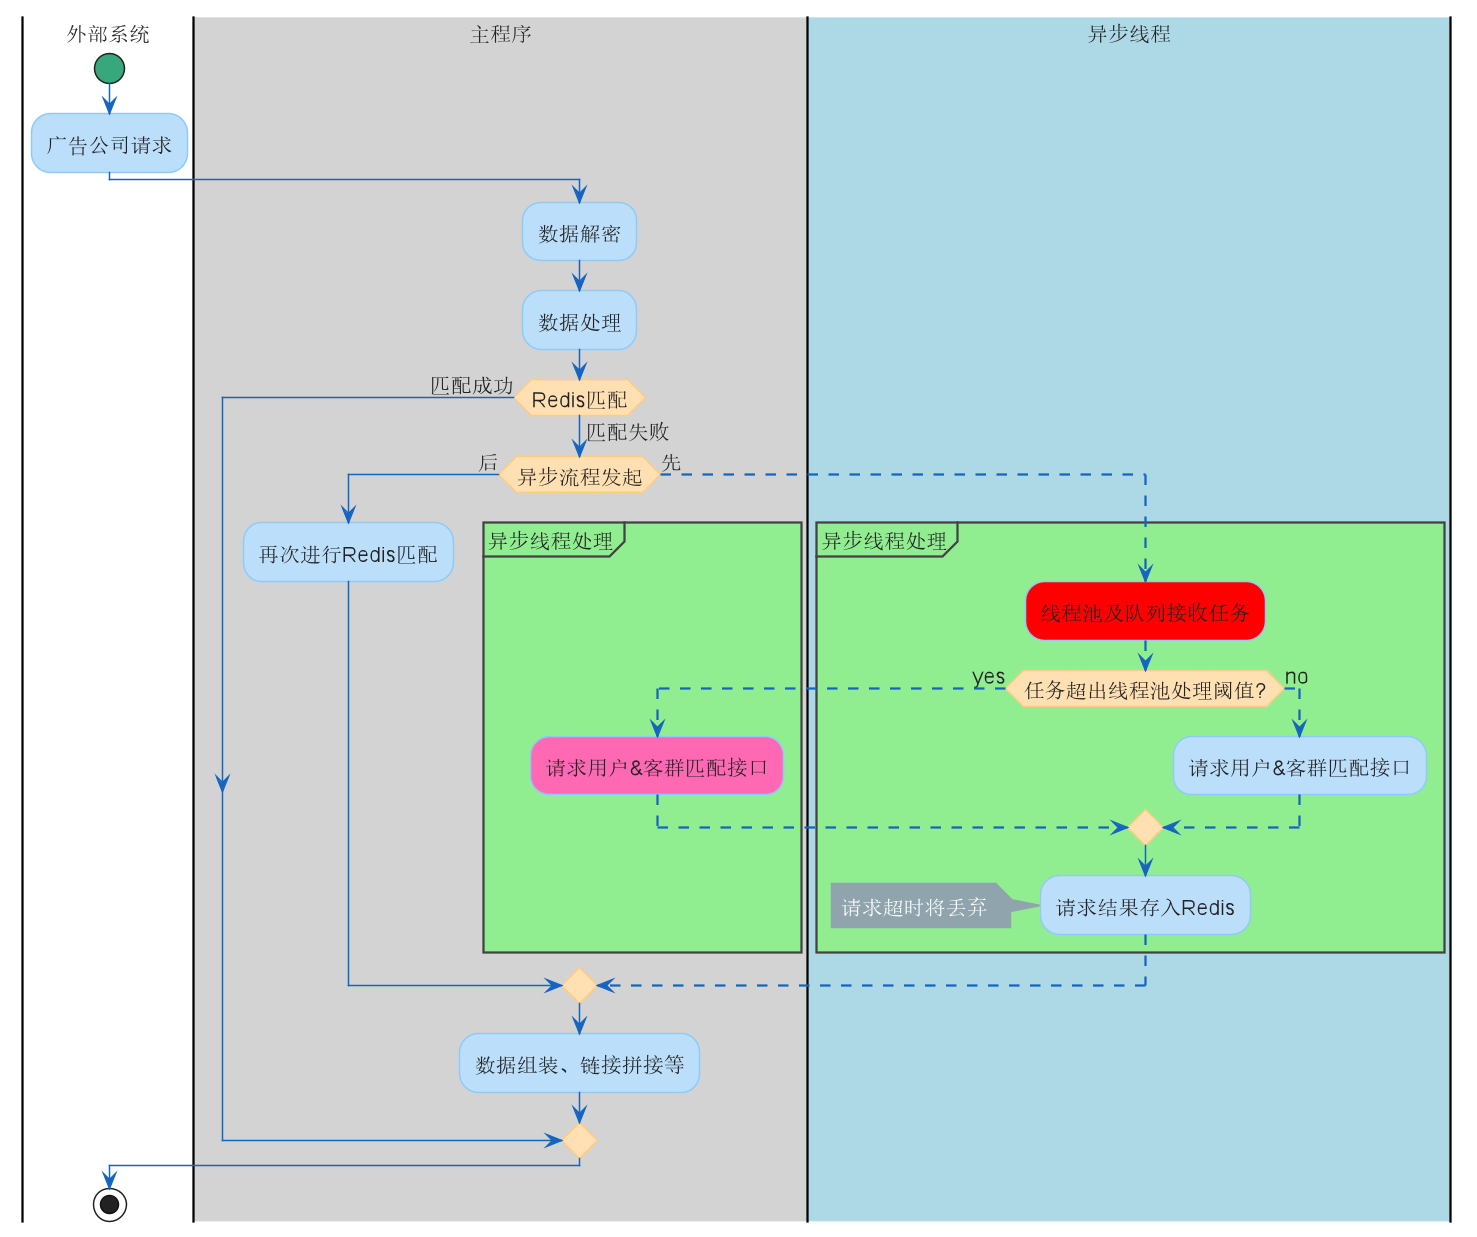 外部系统
主程序
异步线程
广告公司请求
数据解密
数据处理
匹配成功
Redis匹配
匹配失败
后
异步流程发起
先
再次进行Redis匹配
异步线程处理
异步线程处理
线程池及队列接收任务
yes
任务超出线程池处理阈值?
no
请求用户&客群匹配接口
请求用户&客群匹配接口
请求超时将丢弃
请求结果存入Redis
数据组装、链接拼接等